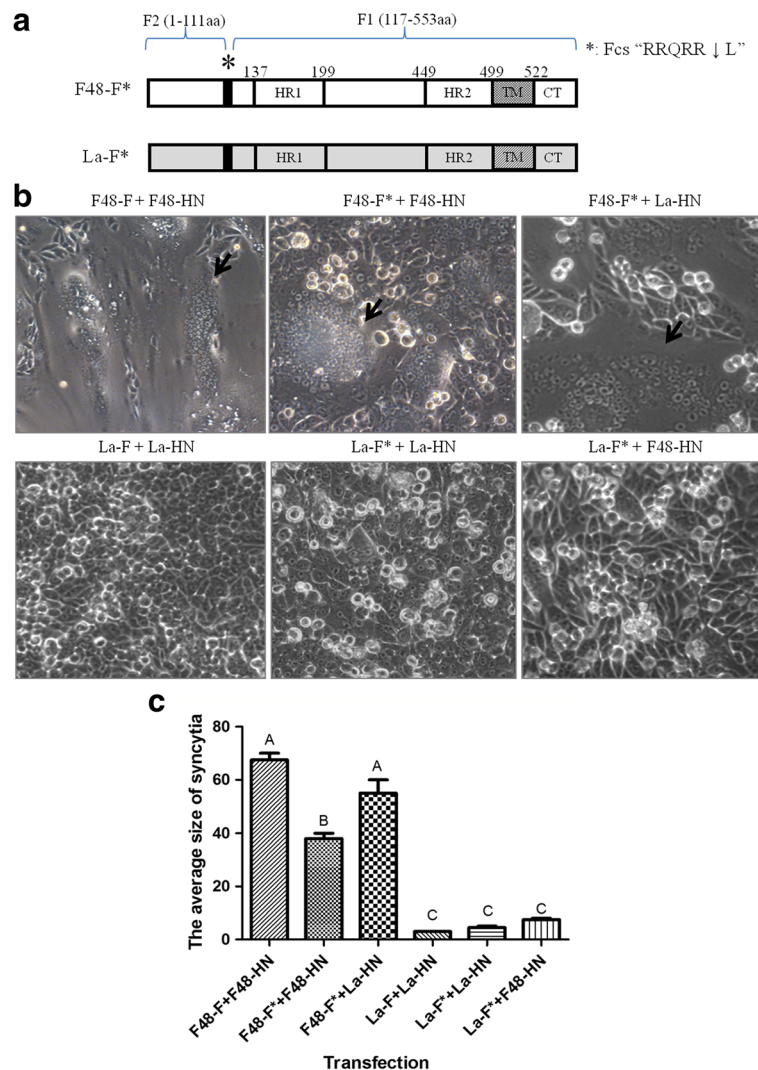 a
F2 (1-111aa)
F1 (117-553aa)
*: Fcs “RRQRR ↓ L”
*
137 199 449 499 522
F48-F* HR1 HR2 TM CT
La-F* HR1 HR2 TM CT
b
F48-F + F48-HN
F48-F* + F48-HN
F48-F* + La-HN
La-F + La-HN
La-F* + La-HN
La-F* + F48-HN
c
The average size of syncytia
80
60
40
20
0
A
B
A
C
C
C
F48-F+F48-HN
F48-F*+F48-HN
F48-F*+La-HN
La-F+La-HN
La-F*+La-HN
La-F*+F48-HN
Transfection